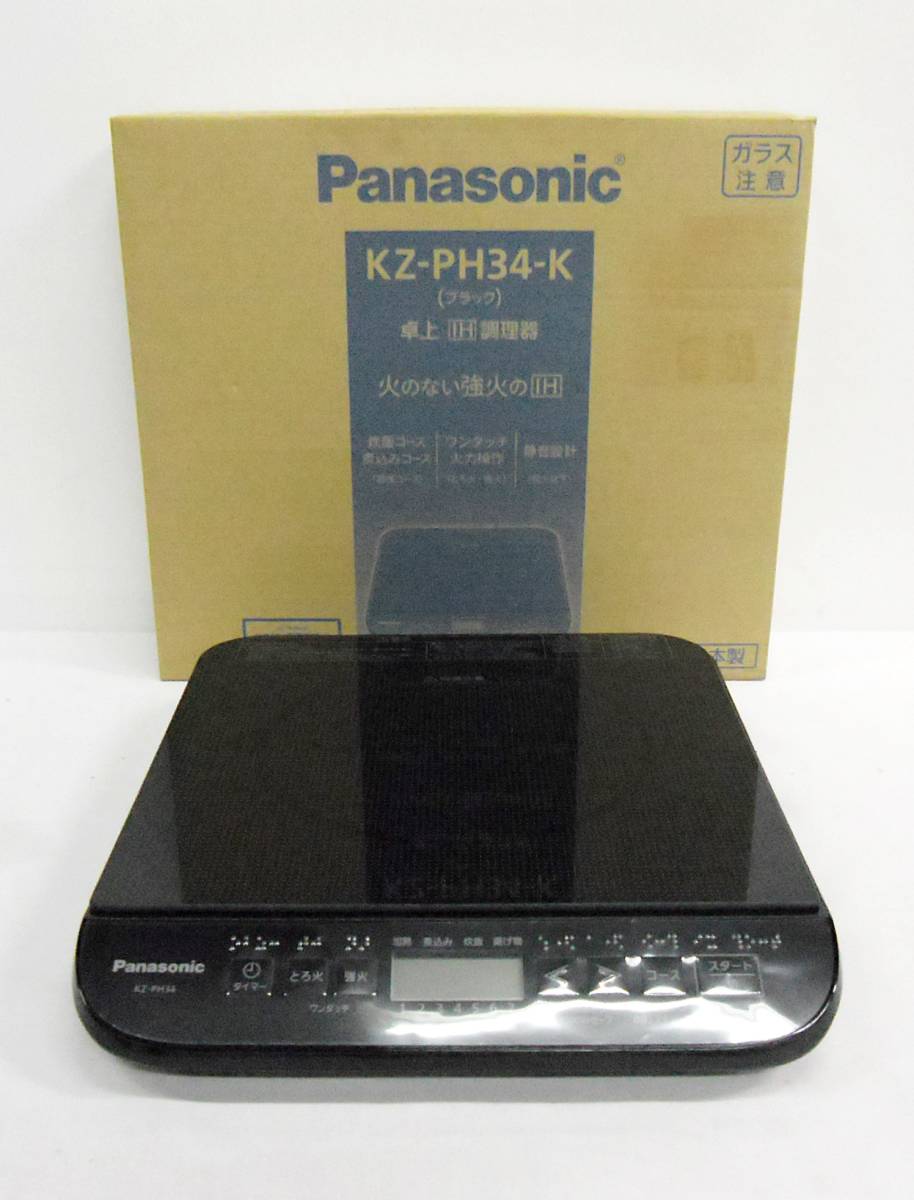 Panasonic®
ガラス
注意
KZ-PH34-K
(ブラック)
卓上 IH 調理器
火のない強火のIH
炊飯コース
煮込みコース
ワンタッチ
火力操作
静音設計
本製
Panasonic
KZ-PH34
タイマー
とろ火
強火
ワンタッチ
加熱 煮込み 炊飯 揚げ物
1 2 3 4 5 6 7
コース
スタート